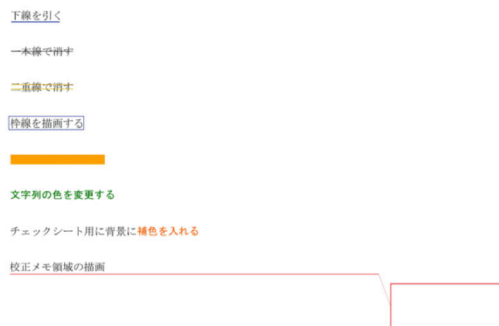 下線を引く
一本線で消す
二重線で消す
枠線を描画する
文字列の色を変更する
チェックシート用に背景に補色を入れる
校正メモ領域の描画